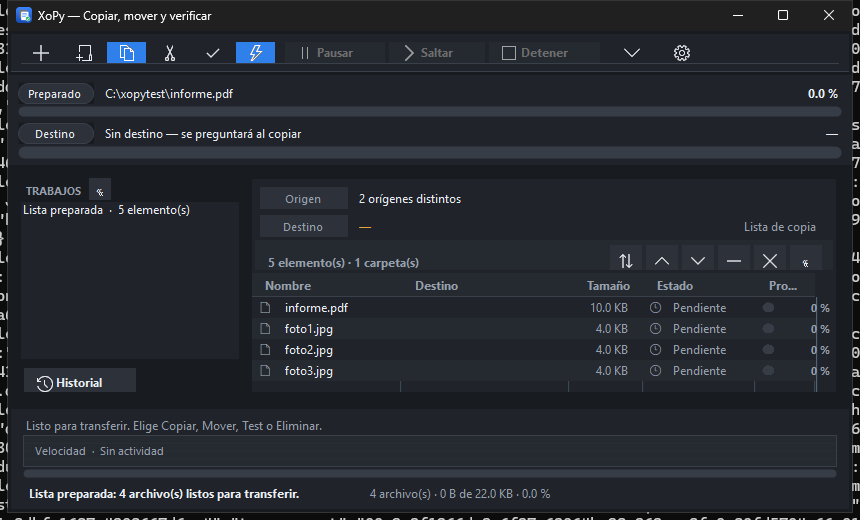 XoPy — Copiar, mover y verificar
Pausar
Saltar
Detener
Preparado
C:\xopytest\informe.pdf
0.0 %
Destino
Sin destino — se preguntará al copiar
—
TRABAJOS
Lista preparada · 5 elemento(s)
Historial
Origen
2 orígenes distintos
Destino
—
Lista de copia
5 elemento(s) · 1 carpeta(s)
Nombre Destino Tamaño Estado Pro...
informe.pdf 10.0 KB Pendiente 0 %
foto1.jpg 4.0 KB Pendiente 0 %
foto2.jpg 4.0 KB Pendiente 0 %
foto3.jpg 4.0 KB Pendiente 0 %
Listo para transferir. Elige Copiar, Mover, Test o Eliminar.
Velocidad · Sin actividad
Lista preparada: 4 archivo(s) listos para transferir. 4 archivo(s) · 0 B de 22.0 KB · 0.0 %